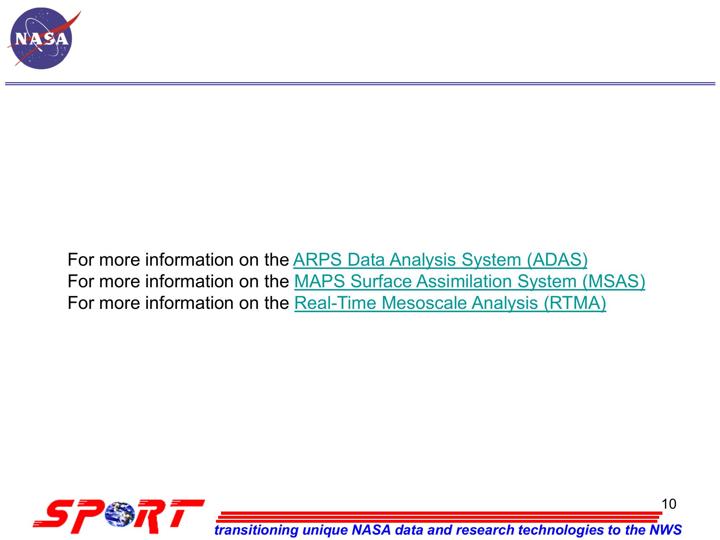 NASA
For more information on the ARPS Data Analysis System (ADAS)
For more information on the MAPS Surface Assimilation System (MSAS)
For more information on the Real-Time Mesoscale Analysis (RTMA)
10
SPORT
transitioning unique NASA data and research technologies to the NWS